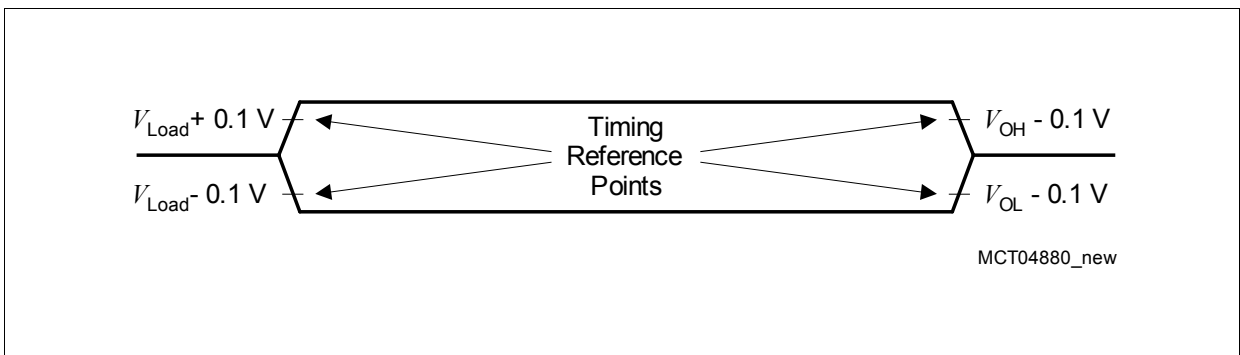 V_Load + 0.1 V
Timing
V_OH - 0.1 V
Reference
V_Load - 0.1 V
Points
V_OL - 0.1 V
MCT04880_new